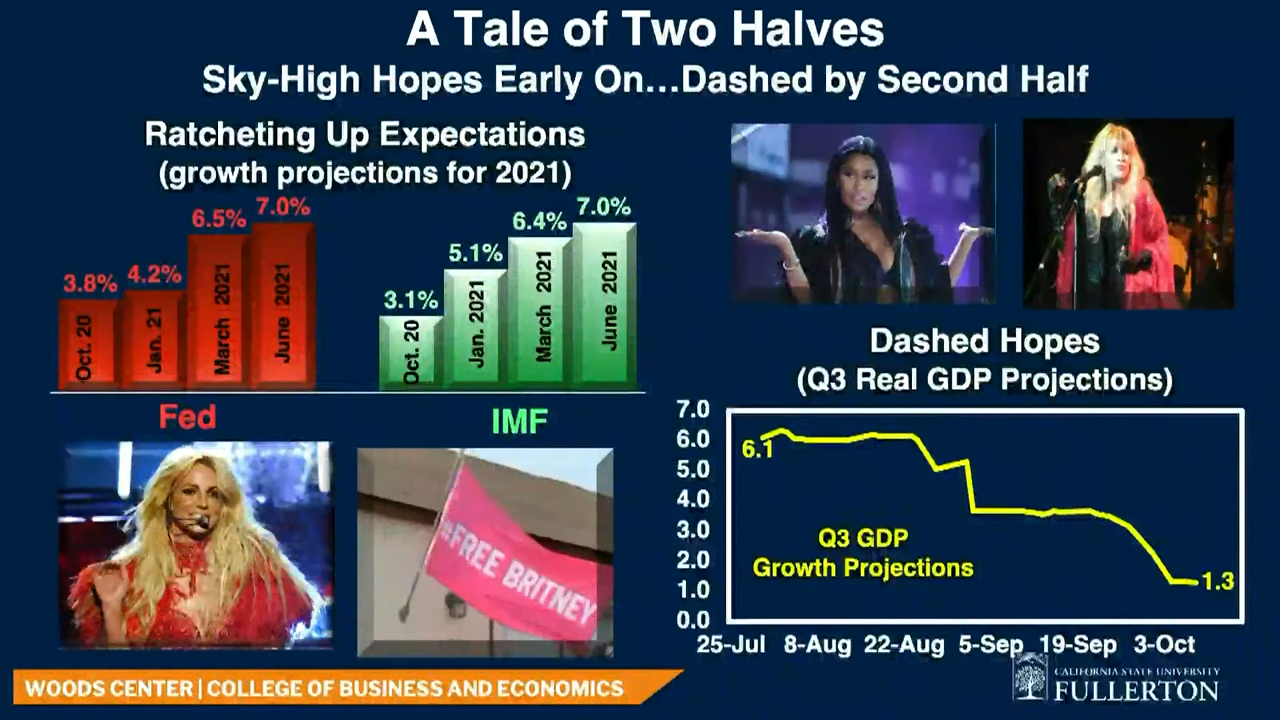 A Tale of Two Halves
Sky-High Hopes Early On...Dashed by Second Half
Ratcheting Up Expectations
(growth projections for 2021)
3.8%
4.2%
6.5%
7.0%
Oct. 20
Jan. 21
March 2021
June 2021
Fed
3.1%
5.1%
6.4%
7.0%
Oct. 20
Jan. 2021
March 2021
June 2021
IMF
#FREE BRITNEY
Dashed Hopes
(Q3 Real GDP Projections)
7.0
6.0
5.0
4.0
3.0
2.0
1.0
0.0
6.1
Q3 GDP
Growth Projections
1.3
25-Jul 8-Aug 22-Aug 5-Sep 19-Sep 3-Oct
WOODS CENTER | COLLEGE OF BUSINESS AND ECONOMICS
CALIFORNIA STATE UNIVERSITY
FULLERTON